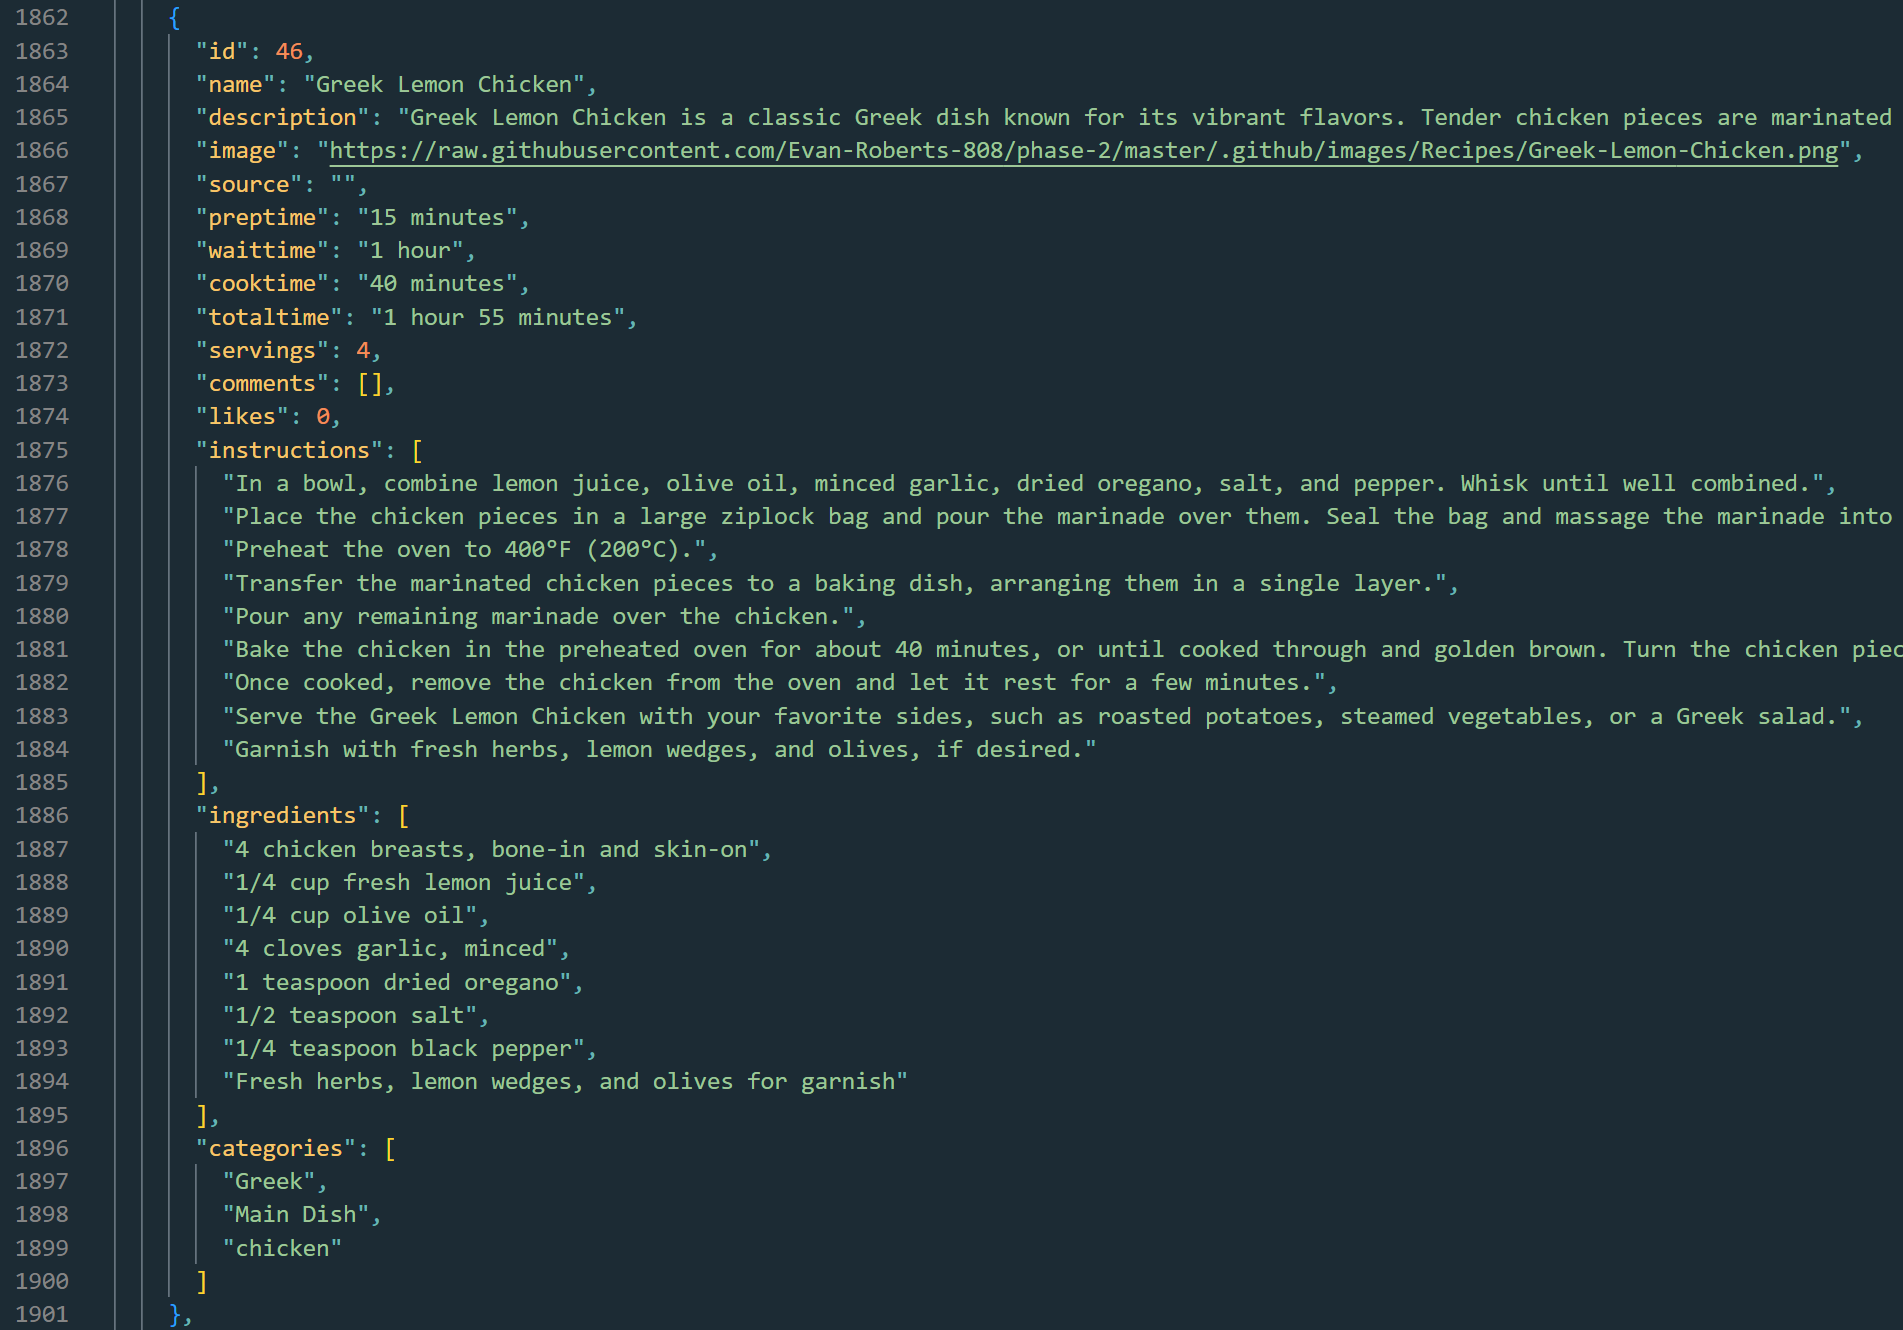 1862 {
1863 "id": 46,
1864 "name": "Greek Lemon Chicken",
1865 "description": "Greek Lemon Chicken is a classic Greek dish known for its vibrant flavors. Tender chicken pieces are marinated
1866 "image": "https://raw.githubusercontent.com/Evan-Roberts-808/phase-2/master/.github/images/Recipes/Greek-Lemon-Chicken.png",
1867 "source": "",
1868 "preptime": "15 minutes",
1869 "waittime": "1 hour",
1870 "cooktime": "40 minutes",
1871 "totaltime": "1 hour 55 minutes",
1872 "servings": 4,
1873 "comments": [],
1874 "likes": 0,
1875 "instructions": [
1876 "In a bowl, combine lemon juice, olive oil, minced garlic, dried oregano, salt, and pepper. Whisk until well combined.",
1877 "Place the chicken pieces in a large ziplock bag and pour the marinade over them. Seal the bag and massage the marinade into
1878 "Preheat the oven to 400°F (200°C).",
1879 "Transfer the marinated chicken pieces to a baking dish, arranging them in a single layer.",
1880 "Pour any remaining marinade over the chicken.",
1881 "Bake the chicken in the preheated oven for about 40 minutes, or until cooked through and golden brown. Turn the chicken piec
1882 "Once cooked, remove the chicken from the oven and let it rest for a few minutes.",
1883 "Serve the Greek Lemon Chicken with your favorite sides, such as roasted potatoes, steamed vegetables, or a Greek salad.",
1884 "Garnish with fresh herbs, lemon wedges, and olives, if desired."
1885 ],
1886 "ingredients": [
1887 "4 chicken breasts, bone-in and skin-on",
1888 "1/4 cup fresh lemon juice",
1889 "1/4 cup olive oil",
1890 "4 cloves garlic, minced",
1891 "1 teaspoon dried oregano",
1892 "1/2 teaspoon salt",
1893 "1/4 teaspoon black pepper",
1894 "Fresh herbs, lemon wedges, and olives for garnish"
1895 ],
1896 "categories": [
1897 "Greek",
1898 "Main Dish",
1899 "chicken"
1900 ]
1901 },